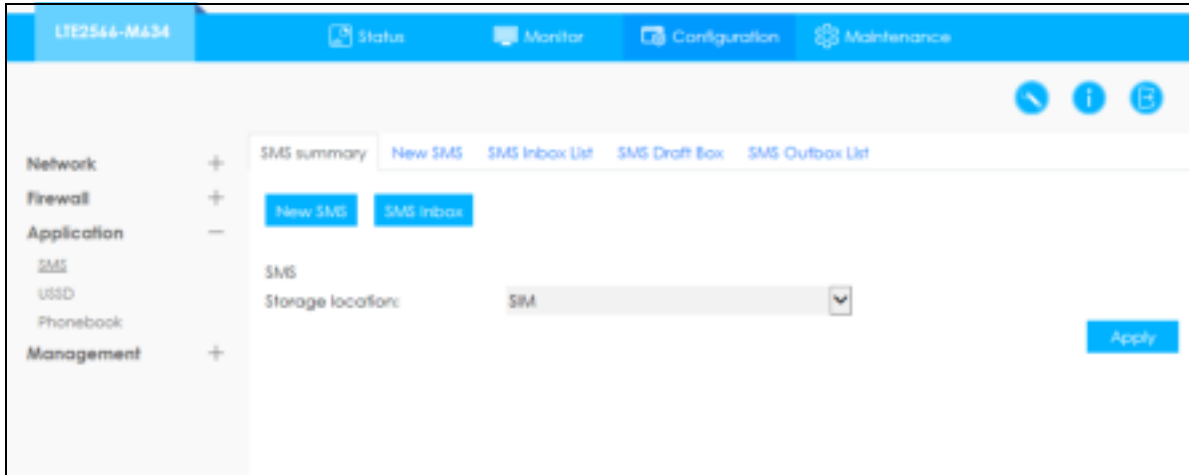 LTE2566-M634
Status Monitor Configuration Maintenance
SMS summary New SMS SMS Inbox List SMS Draft Box SMS Outbox List
Network
Firewall
Application
SMS
USSD
Phonebook
Management
New SMS SMS Inbox
SMS
Storage location: SIM
Apply